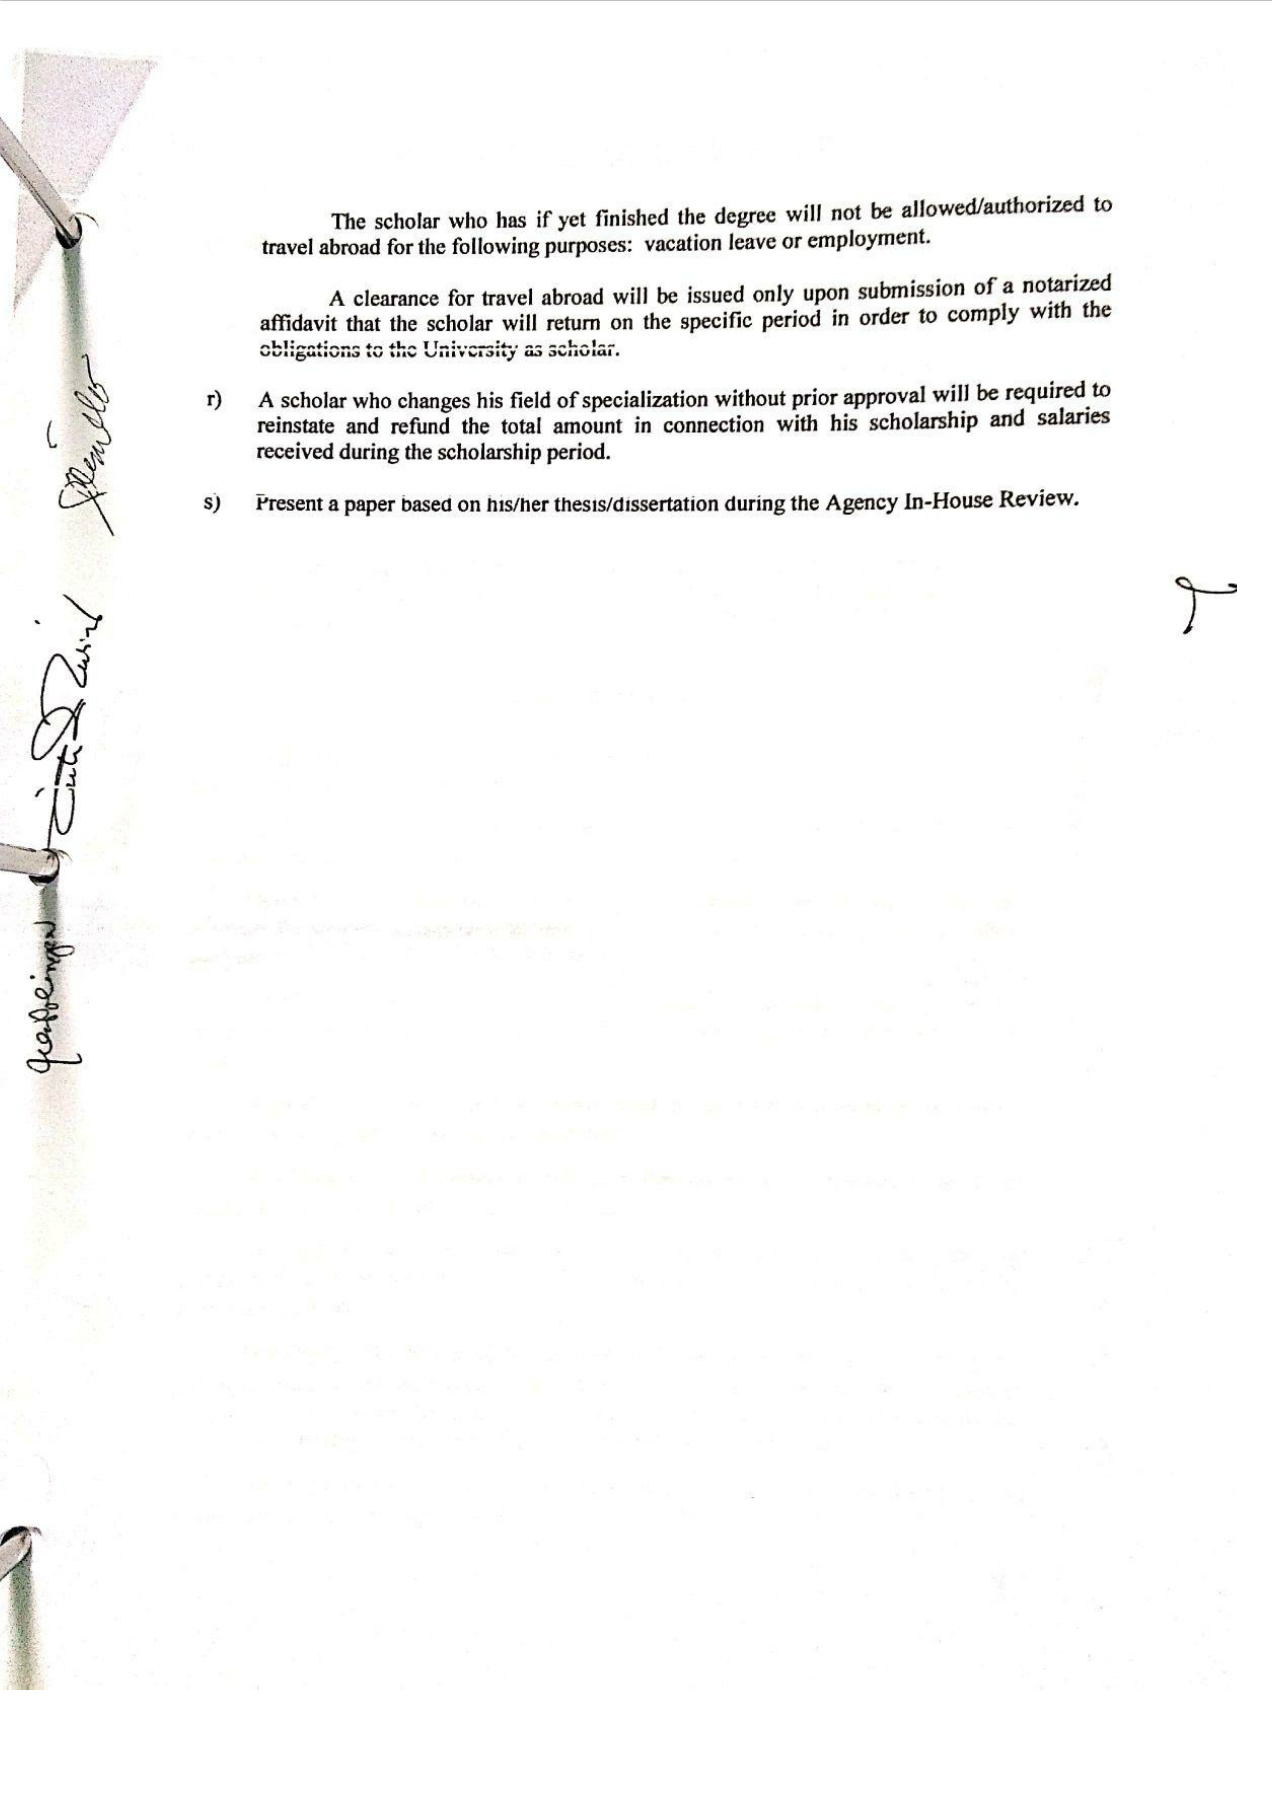 The scholar who has if yet finished the degree will not be allowed/authorized to
travel abroad for the following purposes: vacation leave or employment.
A clearance for travel abroad will be issued only upon submission of a notarized
affidavit that the scholar will return on the specific period in order to comply with the
obligations to the University as scholar.
r) A scholar who changes his field of specialization without prior approval will be required to
reinstate and refund the total amount in connection with his scholarship and salaries
received during the scholarship period.
s) Present a paper based on his/her thesis/dissertation during the Agency In-House Review.